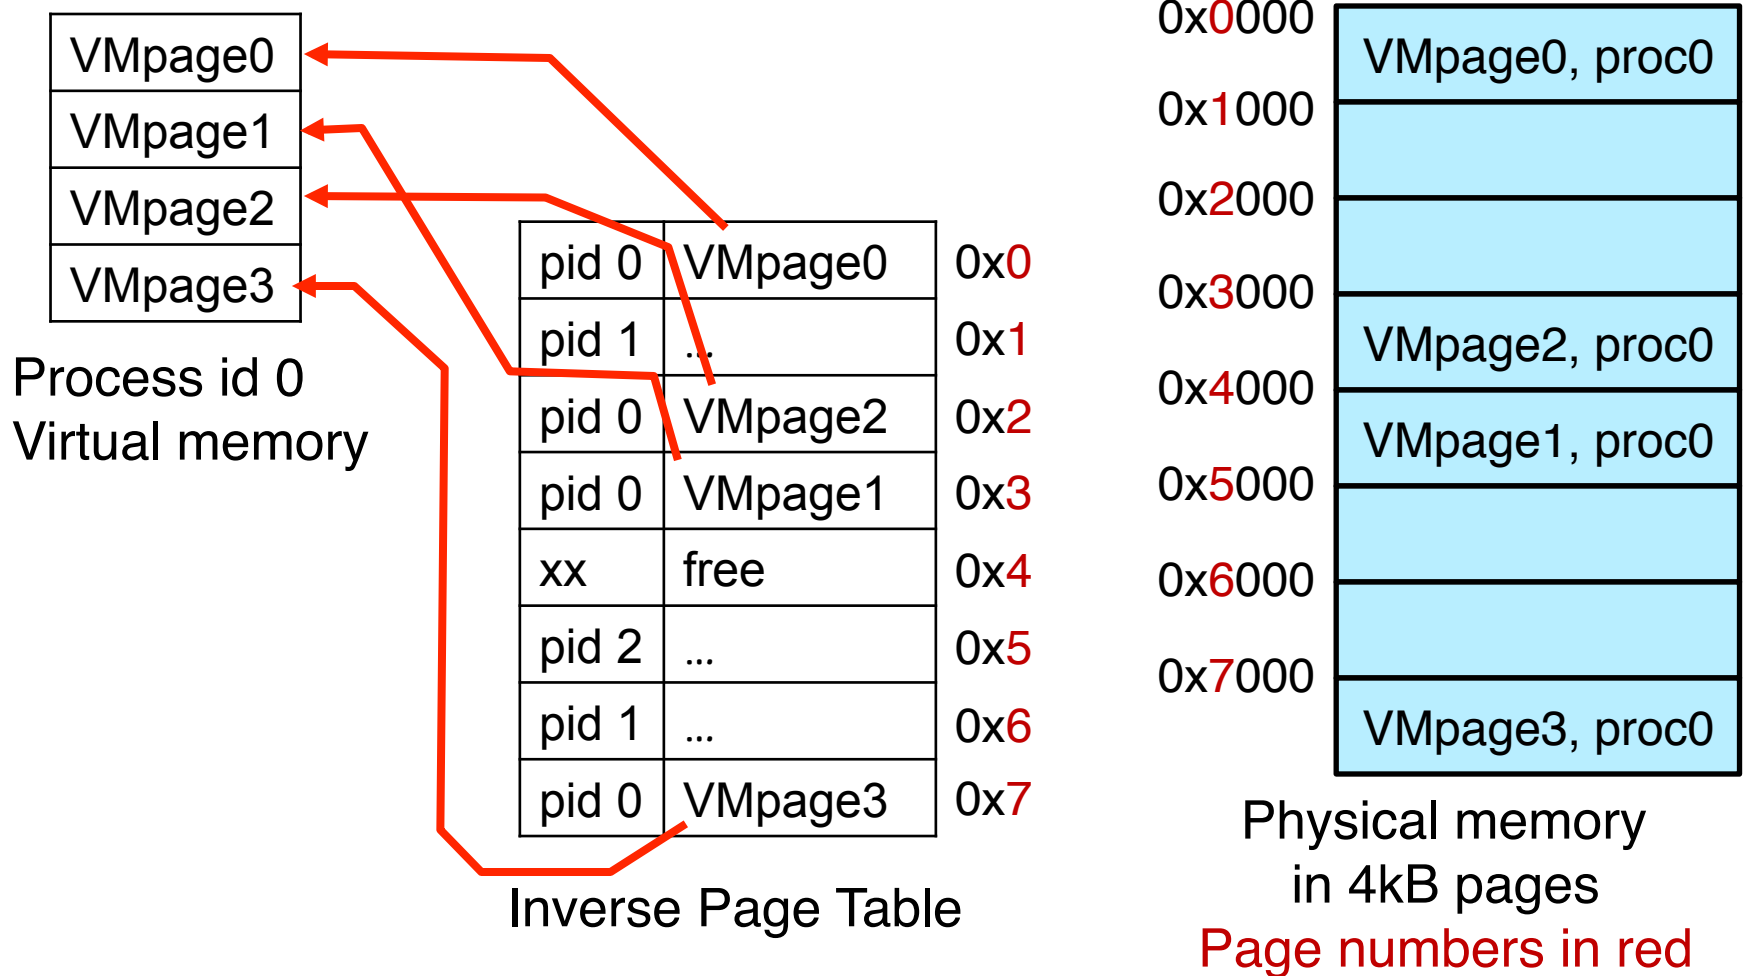 VMpage0
VMpage1
VMpage2
VMpage3
Process id 0
Virtual memory
pid 0 VMpage0 0x0
pid 1 ... 0x1
pid 0 VMpage2 0x2
pid 0 VMpage1 0x3
xx free 0x4
pid 2 ... 0x5
pid 1 ... 0x6
pid 0 VMpage3 0x7
Inverse Page Table
0x0000
VMpage0, proc0
0x1000
0x2000
0x3000
VMpage2, proc0
0x4000
VMpage1, proc0
0x5000
0x6000
0x7000
VMpage3, proc0
Physical memory
in 4kB pages
Page numbers in red